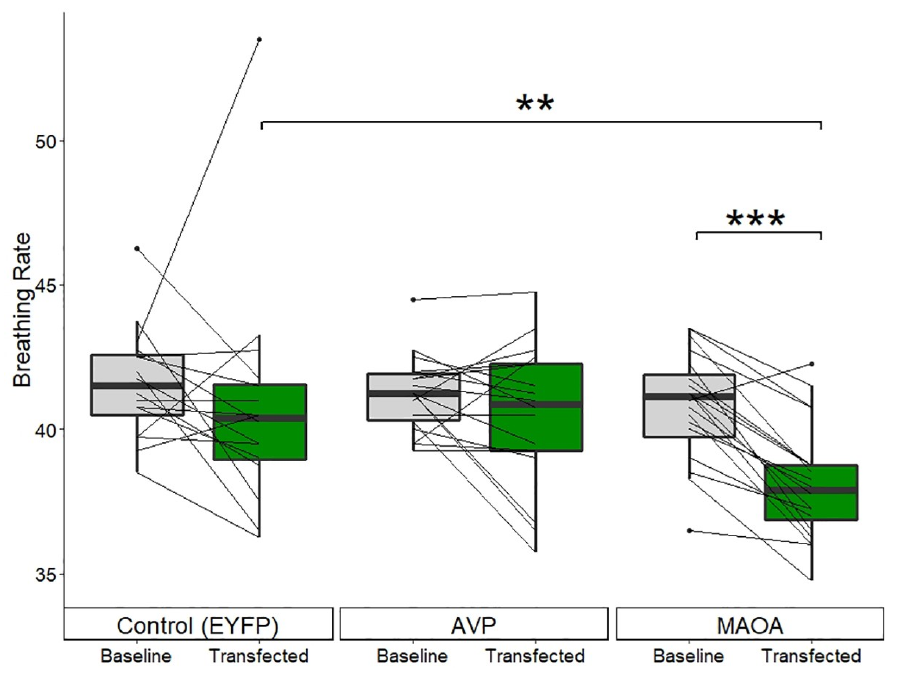 **
50
***
45
Breathing Rate
40
35
Control (EYFP) AVP MAOA
Baseline Transfected Baseline Transfected Baseline Transfected